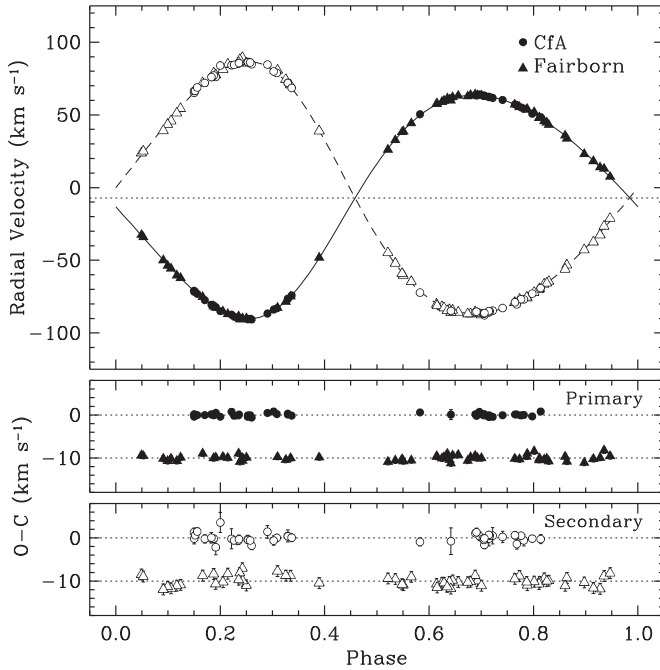 100
50
0
−50
−100
Radial Velocity (km s⁻¹)
CfA
Fairborn
0
−10
Primary
0
−10
Secondary
O−C (km s⁻¹)
0.0 0.2 0.4 0.6 0.8 1.0
Phase